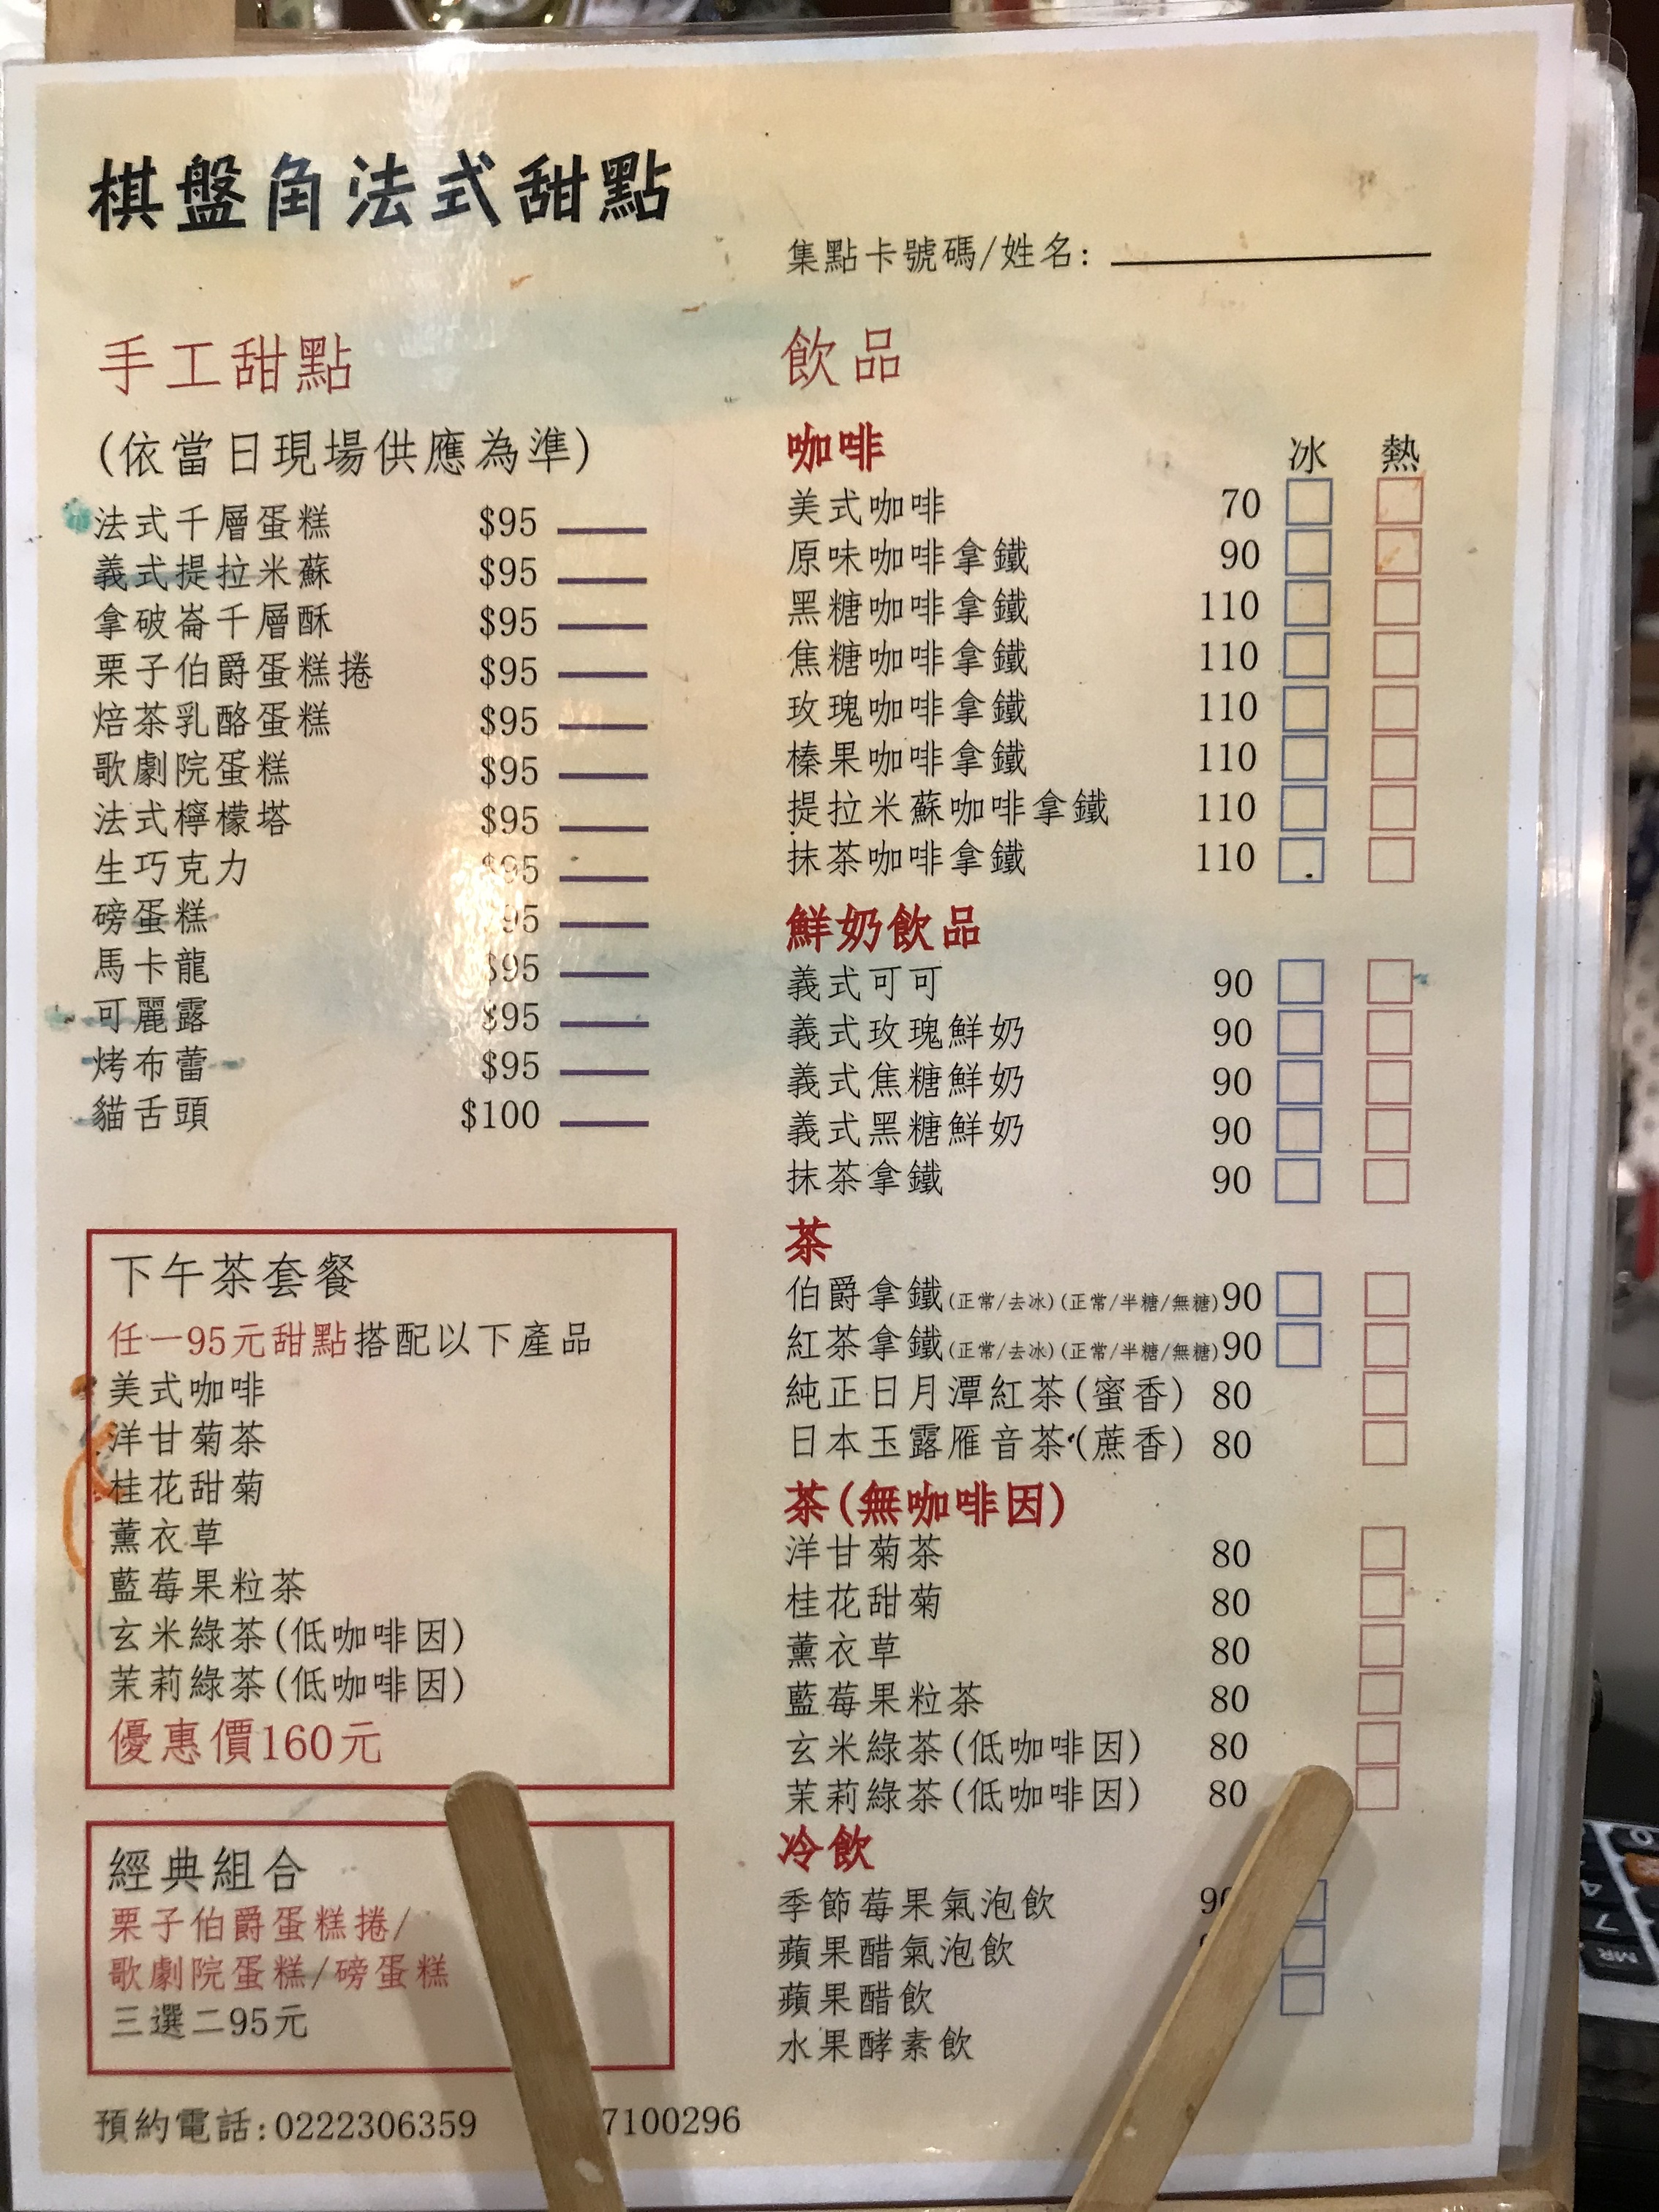 棋盤角法式甜點
集點卡號碼/姓名:
手工甜點
(依當日現場供應為準)
法式千層蛋糕 $95
義式提拉米蘇 $95
拿破崙千層酥 $95
栗子伯爵蛋糕捲 $95
焙茶乳酪蛋糕 $95
歌劇院蛋糕 $95
法式檸檬塔 $95
生巧克力 $95
磅蛋糕 95
馬卡龍 $95
可麗露 $95
烤布蕾 $95
貓舌頭 $100
下午茶套餐
任一95元甜點搭配以下產品
美式咖啡
洋甘菊茶
桂花甜菊
薰衣草
藍莓果粒茶
玄米綠茶(低咖啡因)
茉莉綠茶(低咖啡因)
優惠價160元
經典組合
栗子伯爵蛋糕捲/
歌劇院蛋糕/磅蛋糕
三選二95元
飲品
咖啡 冰 熱
美式咖啡 70
原味咖啡拿鐵 90
黑糖咖啡拿鐵 110
焦糖咖啡拿鐵 110
玫瑰咖啡拿鐵 110
榛果咖啡拿鐵 110
提拉米蘇咖啡拿鐵 110
抹茶咖啡拿鐵 110
鮮奶飲品
義式可可 90
義式玫瑰鮮奶 90
義式焦糖鮮奶 90
義式黑糖鮮奶 90
抹茶拿鐵 90
茶
伯爵拿鐵(正常/去冰)(正常/半糖/無糖)90
紅茶拿鐵(正常/去冰)(正常/半糖/無糖)90
純正日月潭紅茶(蜜香) 80
日本玉露雁音茶(蔗香) 80
茶(無咖啡因)
洋甘菊茶 80
桂花甜菊 80
薰衣草 80
藍莓果粒茶 80
玄米綠茶(低咖啡因) 80
茉莉綠茶(低咖啡因) 80
冷飲
季節莓果氣泡飲 90
蘋果醋氣泡飲
蘋果醋飲
水果酵素飲
預約電話:0222306359 7100296